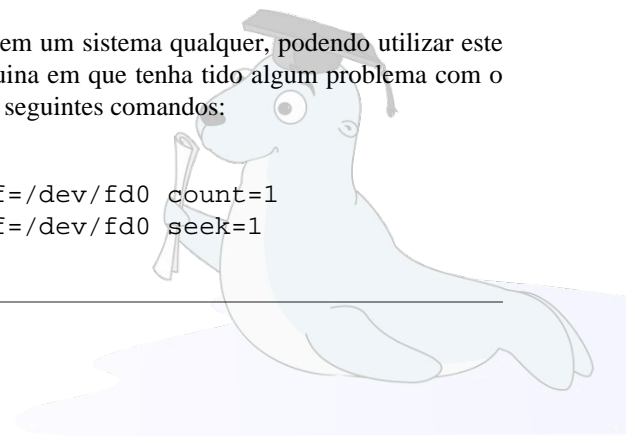 em um sistema qualquer, podendo utilizar este
uina em que tenha tido algum problema com o
seguintes comandos:
f=/dev/fd0 count=1
f=/dev/fd0 seek=1